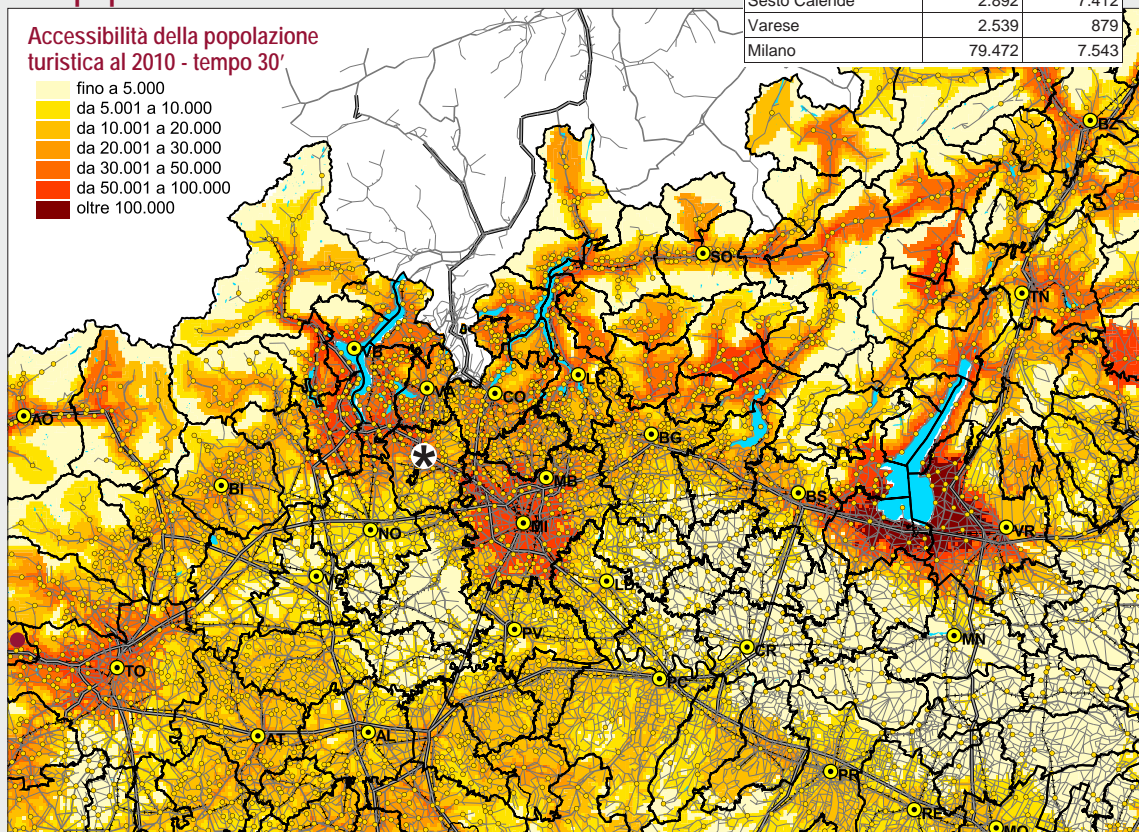 Sesto Calende 2.892 7.412
Varese 2.539 879
Milano 79.472 7.543
Accessibilità della popolazione
turistica al 2010 - tempo 30'
fino a 5.000
da 5.001 a 10.000
da 10.001 a 20.000
da 20.001 a 30.000
da 30.001 a 50.000
da 50.001 a 100.000
oltre 100.000
BZ
SO
TN
VB
LC
VA
CO
AO
BG
BI
MB
BS
MI
NO
VR
VC
LO
PV
MN
CR
TO
PC
AT
AL
PR
RE
MO